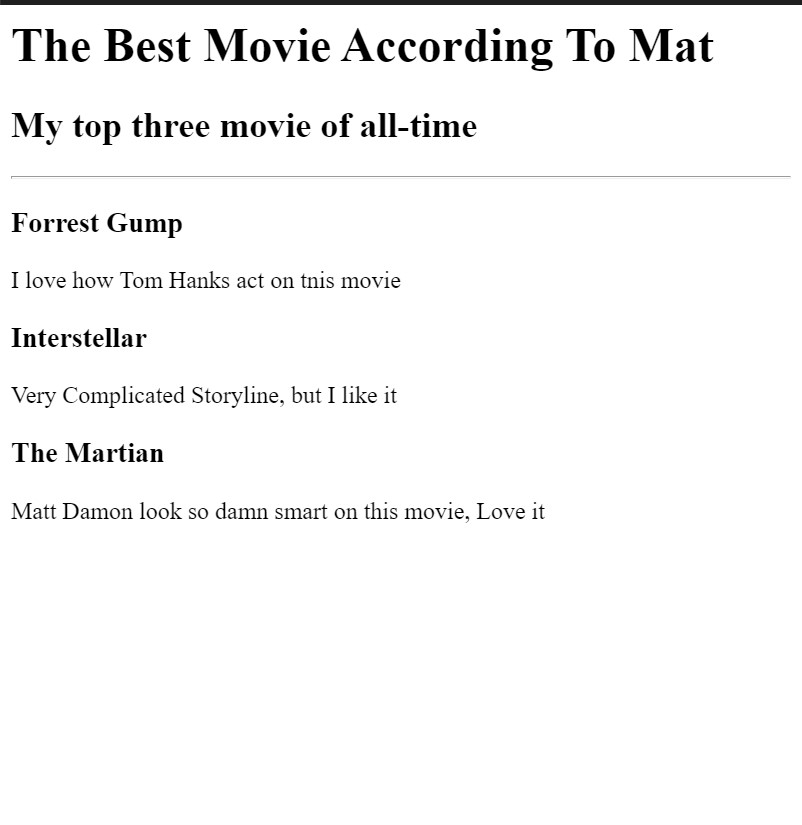 The Best Movie According To Mat
My top three movie of all-time
Forrest Gump
I love how Tom Hanks act on tnis movie
Interstellar
Very Complicated Storyline, but I like it
The Martian
Matt Damon look so damn smart on this movie, Love it